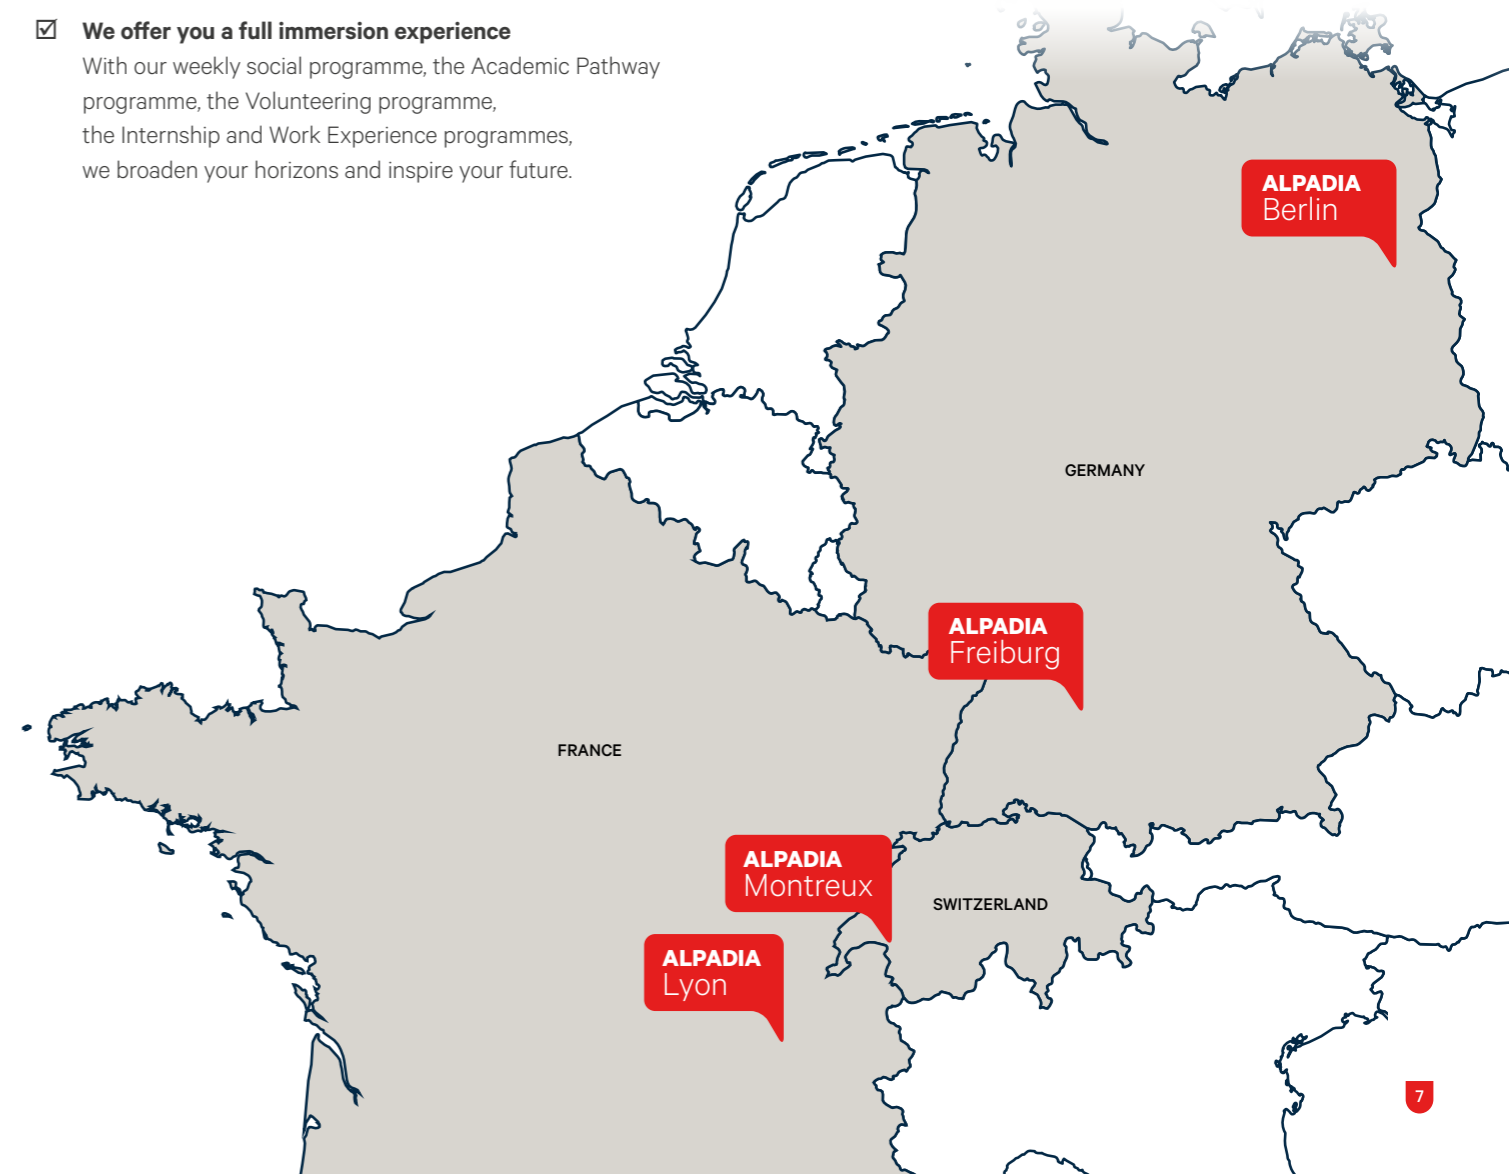 We offer you a full immersion experience
With our weekly social programme, the Academic Pathway
programme, the Volunteering programme,
the Internship and Work Experience programmes,
we broaden your horizons and inspire your future.
ALPADIA
Berlin
GERMANY
ALPADIA
Freiburg
FRANCE
ALPADIA
Montreux
SWITZERLAND
ALPADIA
Lyon
7